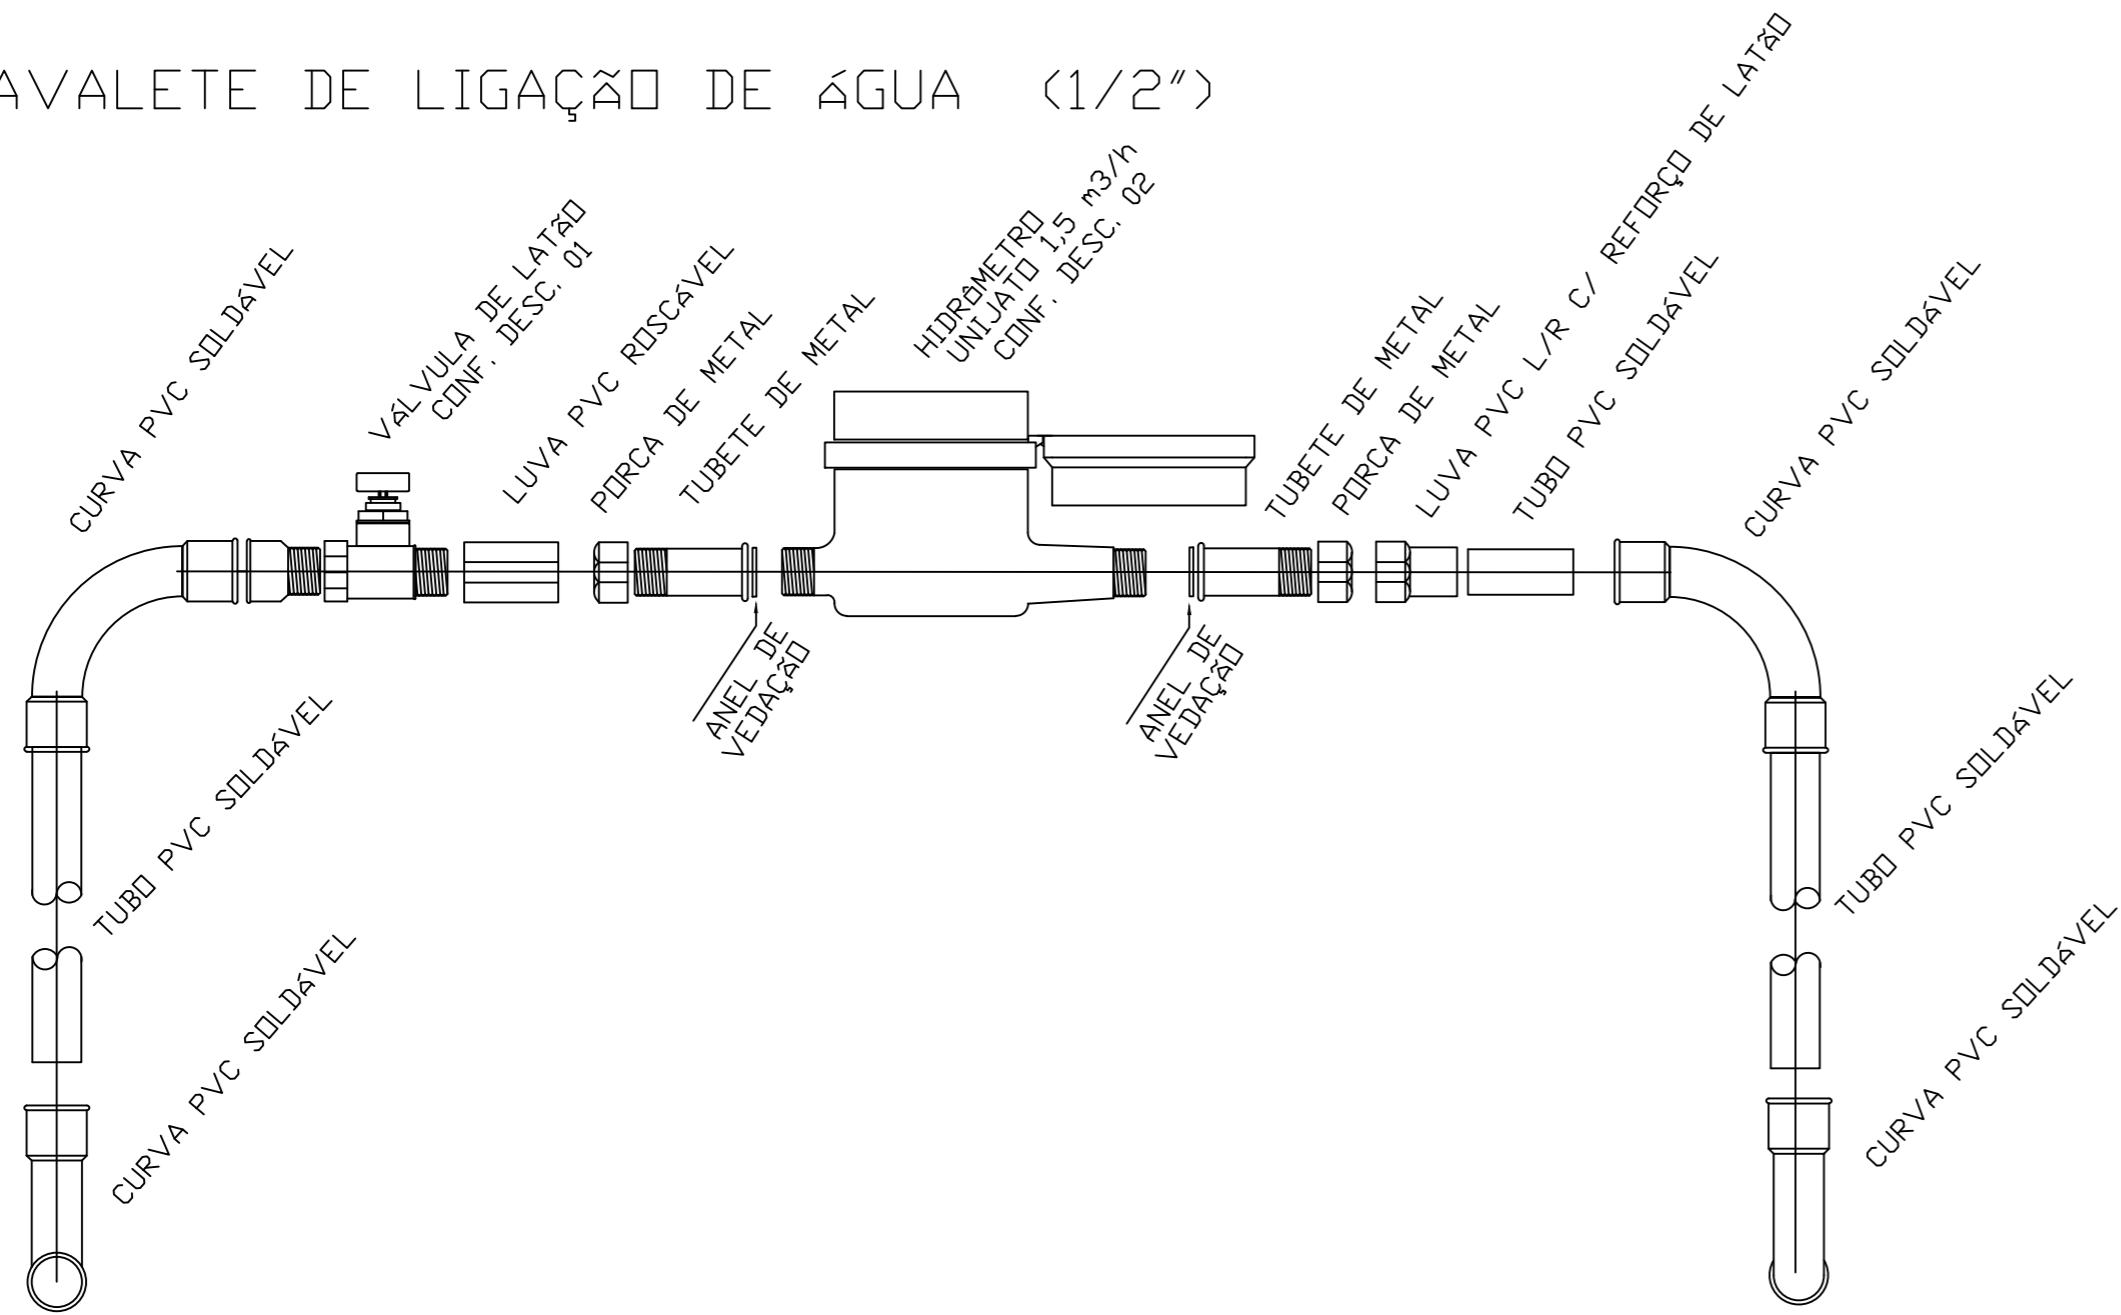 AVALETE DE LIGAÇÃO DE ÁGUA (1/2")
CURVA PVC SOLDÁVEL
VÁLVULA DE LATÃO
CONF. DESC. 01
LUVA PVC ROSCÁVEL
PORCA DE METAL
TUBETE DE METAL
HIDRÔMETRO
UNIJATO 1,5 m3/h
CONF. DESC. 02
TUBETE DE METAL
PORCA DE METAL
LUVA PVC L/R C/ REFORÇO DE LATÃO
TUBO PVC SOLDÁVEL
CURVA PVC SOLDÁVEL
ANEL DE
VEDAÇÃO
ANEL DE
VEDAÇÃO
TUBO PVC SOLDÁVEL
TUBO PVC SOLDÁVEL
CURVA PVC SOLDÁVEL
CURVA PVC SOLDÁVEL